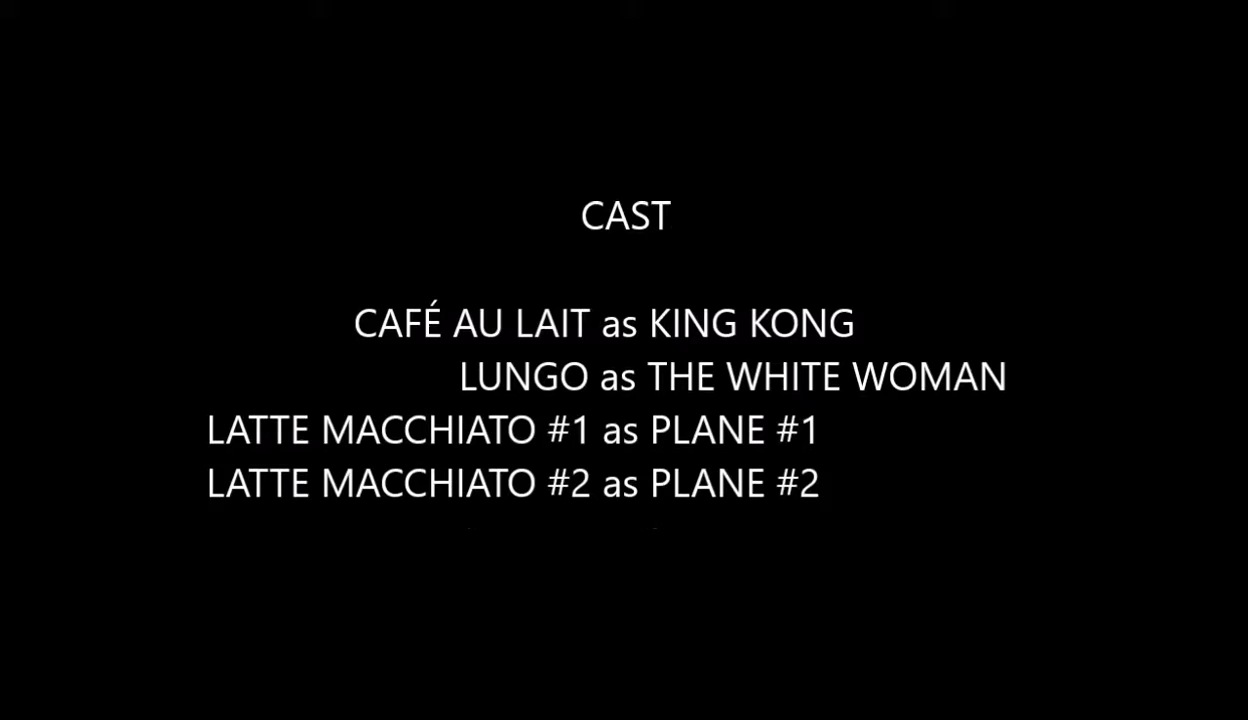 CAST
CAFÉ AU LAIT as KING KONG
LUNGO as THE WHITE WOMAN
LATTE MACCHIATO #1 as PLANE #1
LATTE MACCHIATO #2 as PLANE #2